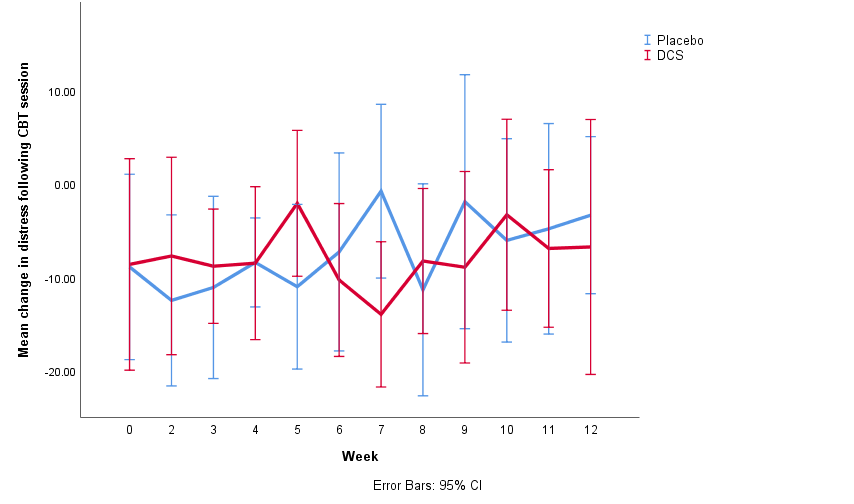 Placebo
DCS
Mean change in distress following CBT session
10.00
0.00
-10.00
-20.00
0 2 3 4 5 6 7 8 9 10 11 12
Week
Error Bars: 95% CI